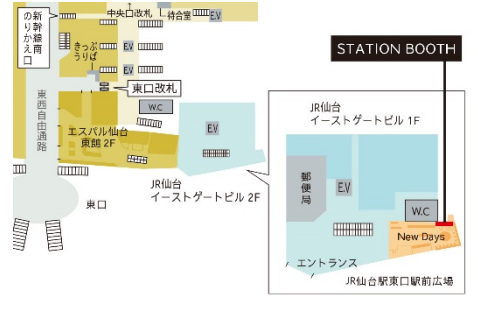 新幹線南
のりかえ口
中央口改札
待合室
EV
きっぷ
うりば
EV
EV
東口改札
W.C
東西自由通路
エスパル仙台
東館 2F
EV
JR仙台
イーストゲートビル 2F
東口
STATION BOOTH
JR仙台
イーストゲートビル 1F
郵便局
EV
W.C
New Days
エントランス
JR仙台駅東口駅前広場